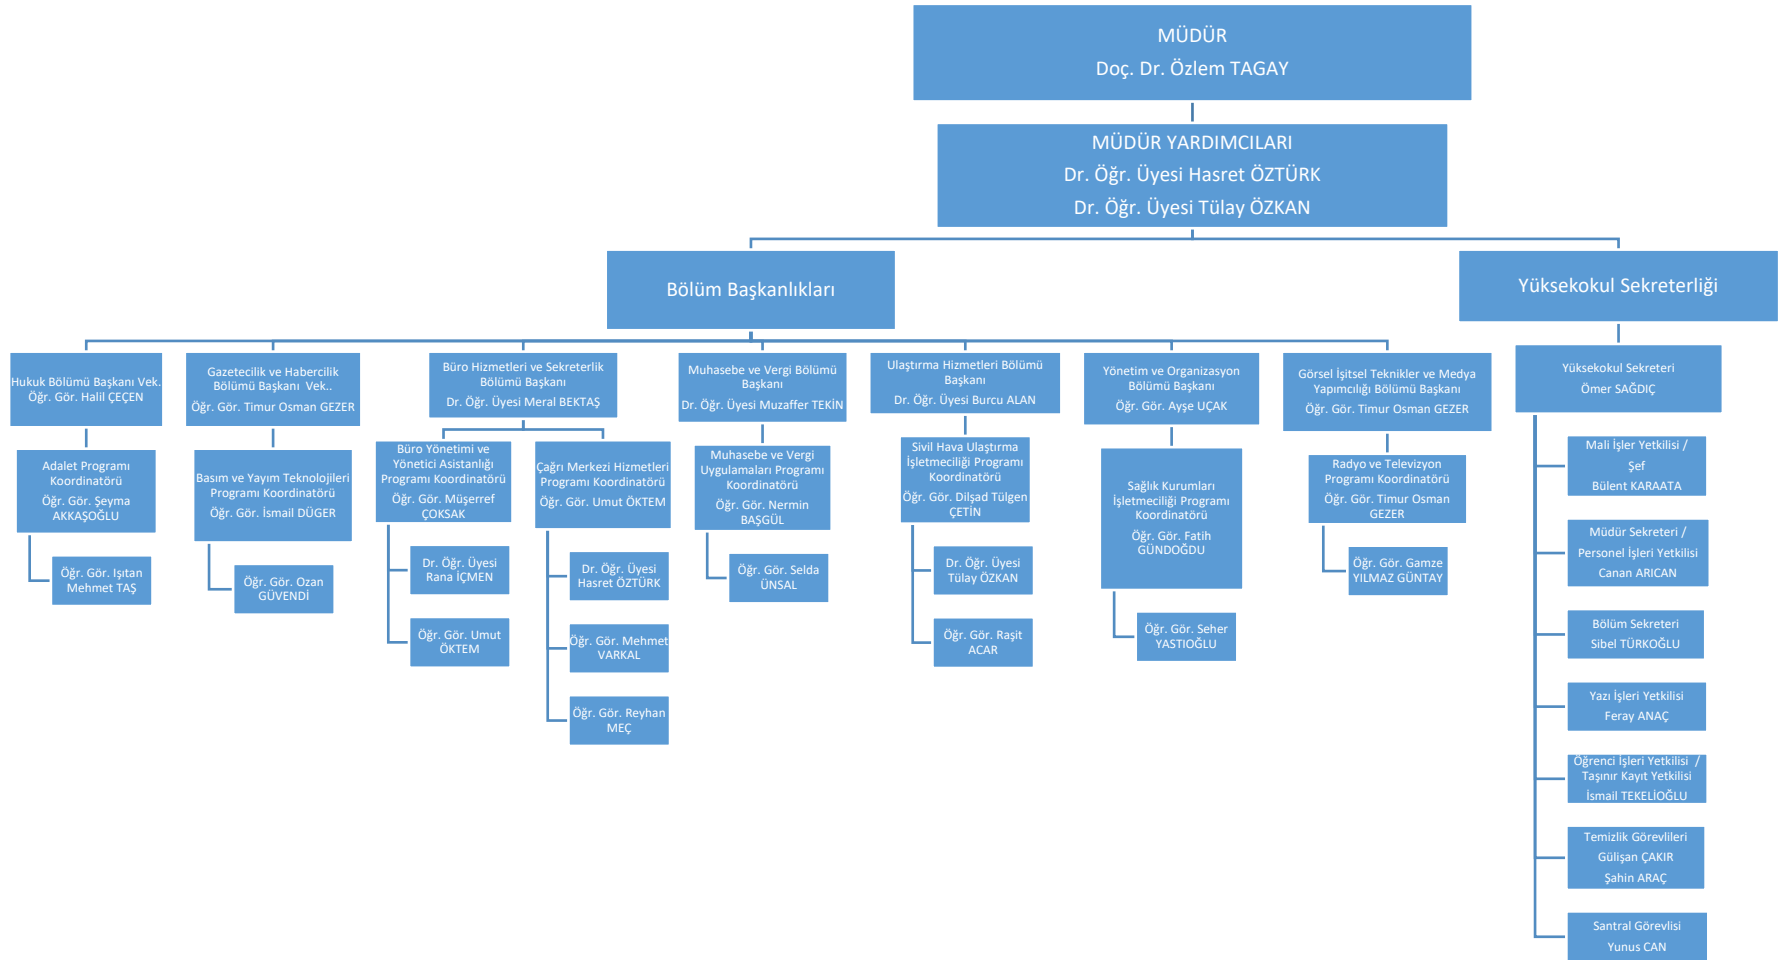 MÜDÜR
Doç. Dr. Özlem TAGAY
MÜDÜR YARDIMCILARI
Dr. Öğr. Üyesi Hasret ÖZTÜRK
Dr. Öğr. Üyesi Tülay ÖZKAN
Bölüm Başkanlıkları
Yüksekokul Sekreterliği
Hukuk Bölümü Başkanı Vek.
Öğr. Gör. Halil ÇEÇEN
Gazetecilik ve Habercilik
Bölümü Başkanı Vek..
Öğr. Gör. Timur Osman GEZER
Büro Hizmetleri ve Sekreterlik
Bölümü Başkanı
Dr. Öğr. Üyesi Meral BEKTAŞ
Muhasebe ve Vergi Bölümü
Başkanı
Dr. Öğr. Üyesi Muzaffer TEKİN
Ulaştırma Hizmetleri Bölümü
Başkanı
Dr. Öğr. Üyesi Burcu ALAN
Yönetim ve Organizasyon
Bölümü Başkanı
Öğr. Gör. Ayşe UÇAK
Görsel İşitsel Teknikler ve Medya
Yapımcılığı Bölümü Başkanı
Öğr. Gör. Timur Osman GEZER
Yüksekokul Sekreteri
Ömer SAĞDIÇ
Adalet Programı
Koordinatörü
Öğr. Gör. Şeyma
AKKAŞOĞLU
Öğr. Gör. Işıtan
Mehmet TAŞ
Basım ve Yayım Teknolojileri
Programı Koordinatörü
Öğr. Gör. İsmail DÜGER
Öğr. Gör. Ozan
GÜVENDİ
Büro Yönetimi ve
Yönetici Asistanlığı
Programı Koordinatörü
Öğr. Gör. Müşerref
ÇOKSAK
Dr. Öğr. Üyesi
Rana İÇMEN
Öğr. Gör. Umut
ÖKTEM
Çağrı Merkezi Hizmetleri
Programı Koordinatörü
Öğr. Gör. Umut ÖKTEM
Dr. Öğr. Üyesi
Hasret ÖZTÜRK
Öğr. Gör. Mehmet
VARKAL
Öğr. Gör. Reyhan
MEÇ
Muhasebe ve Vergi
Uygulamaları Programı
Koordinatörü
Öğr. Gör. Nermin
BAŞGÜL
Öğr. Gör. Selda
ÜNSAL
Sivil Hava Ulaştırma
İşletmeciliği Programı
Koordinatörü
Öğr. Gör. Dilşad Tülgen
ÇETİN
Dr. Öğr. Üyesi
Tülay ÖZKAN
Öğr. Gör. Raşit
ACAR
Sağlık Kurumları
İşletmeciliği Programı
Koordinatörü
Öğr. Gör. Fatih
GÜNDOĞDU
Öğr. Gör. Seher
YASTIOĞLU
Radyo ve Televizyon
Programı Koordinatörü
Öğr. Gör. Timur Osman
GEZER
Öğr. Gör. Gamze
YILMAZ GÜNTAY
Mali İşler Yetkilisi /
Şef
Bülent KARAATA
Müdür Sekreteri /
Personel İşleri Yetkilisi
Canan ARICAN
Bölüm Sekreteri
Sibel TÜRKOĞLU
Yazı İşleri Yetkilisi
Feray ANAÇ
Öğrenci İşleri Yetkilisi /
Taşınır Kayıt Yetkilisi
İsmail TEKELİOĞLU
Temizlik Görevlileri
Gülişan ÇAKIR
Şahin ARAÇ
Santral Görevlisi
Yunus CAN